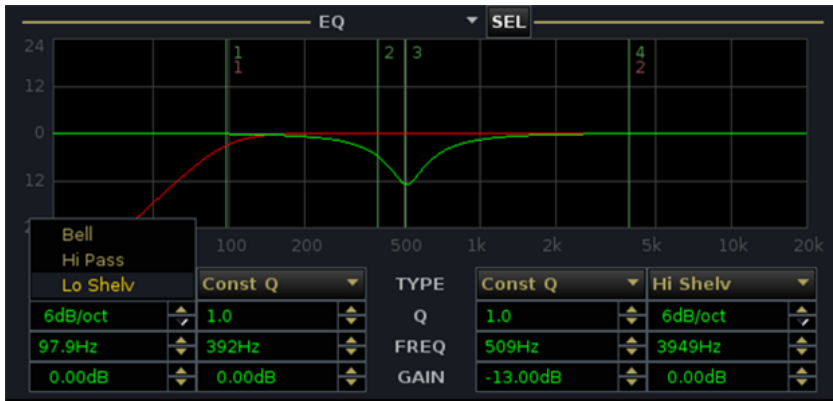 EQ SEL
24
1 2 3 4
1 2
12
0
12
2
Bell
100 200 500 1k 2k 5k 10k 20k
Hi Pass
Lo Shelv Const Q TYPE Const Q Hi Shelv
6dB/oct 1.0 Q 1.0 6dB/oct
97.9Hz 392Hz FREQ 509Hz 3949Hz
0.00dB 0.00dB GAIN -13.00dB 0.00dB